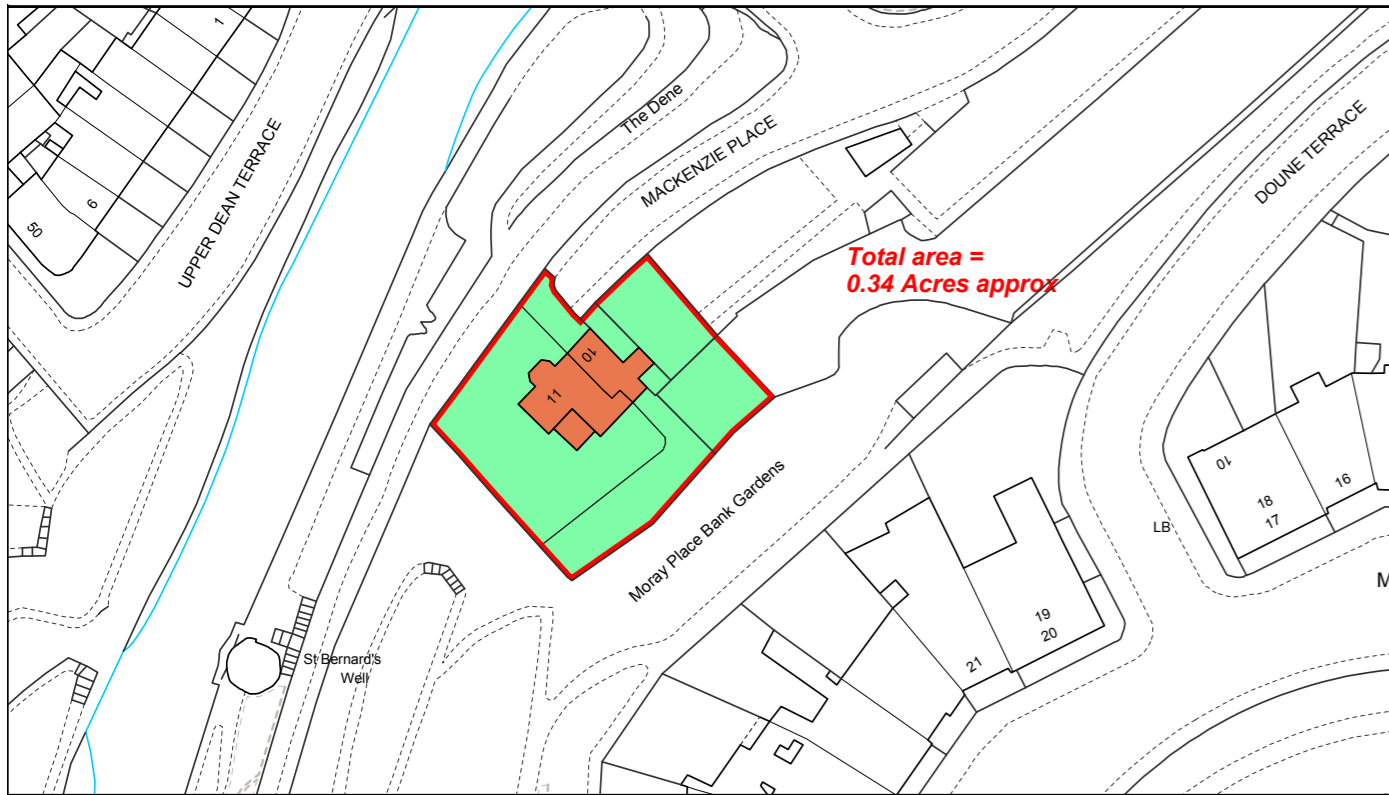 1
6
50
UPPER DEAN TERRACE
The Dene
MACKENZIE PLACE
DOUNE TERRACE
Total area =
0.34 Acres approx
10
11
Moray Place Bank Gardens
St Bernard's
Well
10
18
17
16
LB
M
19
20
21